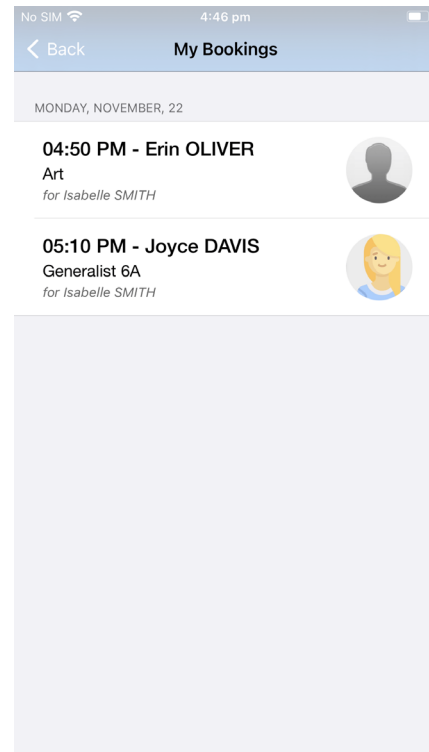 No SIM 4:46 pm
Back My Bookings
MONDAY, NOVEMBER, 22
04:50 PM - Erin OLIVER
Art
for Isabelle SMITH
05:10 PM - Joyce DAVIS
Generalist 6A
for Isabelle SMITH